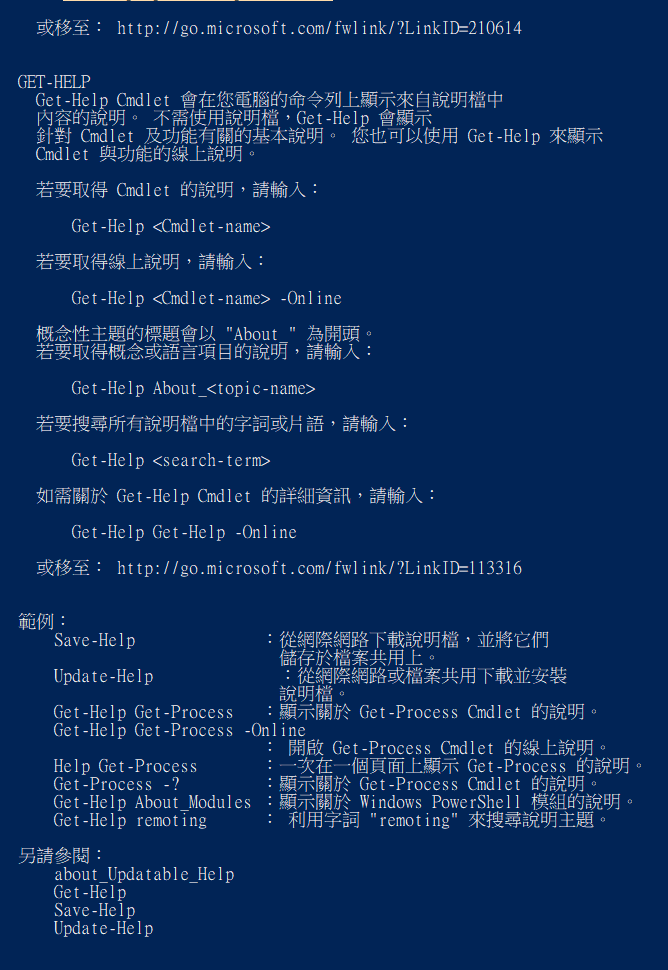 或移至： http://go.microsoft.com/fwlink/?LinkID=210614
GET-HELP
Get-Help Cmdlet 會在您電腦的命令列上顯示來自說明檔中
內容的說明。 不需使用說明檔，Get-Help 會顯示
針對 Cmdlet 及功能有關的基本說明。 您也可以使用 Get-Help 來顯示
Cmdlet 與功能的線上說明。
若要取得 Cmdlet 的說明，請輸入：
Get-Help <Cmdlet-name>
若要取得線上說明，請輸入：
Get-Help <Cmdlet-name> -Online
概念性主題的標題會以 "About_" 為開頭。
若要取得概念或語言項目的說明，請輸入：
Get-Help About_<topic-name>
若要搜尋所有說明檔中的字詞或片語，請輸入：
Get-Help <search-term>
如需關於 Get-Help Cmdlet 的詳細資訊，請輸入：
Get-Help Get-Help -Online
或移至： http://go.microsoft.com/fwlink/?LinkID=113316
範例：
Save-Help ：從網際網路下載說明檔，並將它們
儲存於檔案共用上。
Update-Help ：從網際網路或檔案共用下載並安裝
說明檔。
Get-Help Get-Process ：顯示關於 Get-Process Cmdlet 的說明。
Get-Help Get-Process -Online
： 開啟 Get-Process Cmdlet 的線上說明。
Help Get-Process ：一次在一個頁面上顯示 Get-Process 的說明。
Get-Process -? ：顯示關於 Get-Process Cmdlet 的說明。
Get-Help About_Modules ：顯示關於 Windows PowerShell 模組的說明。
Get-Help remoting ： 利用字詞 "remoting" 來搜尋說明主題。
另請參閱：
about_Updatable_Help
Get-Help
Save-Help
Update-Help